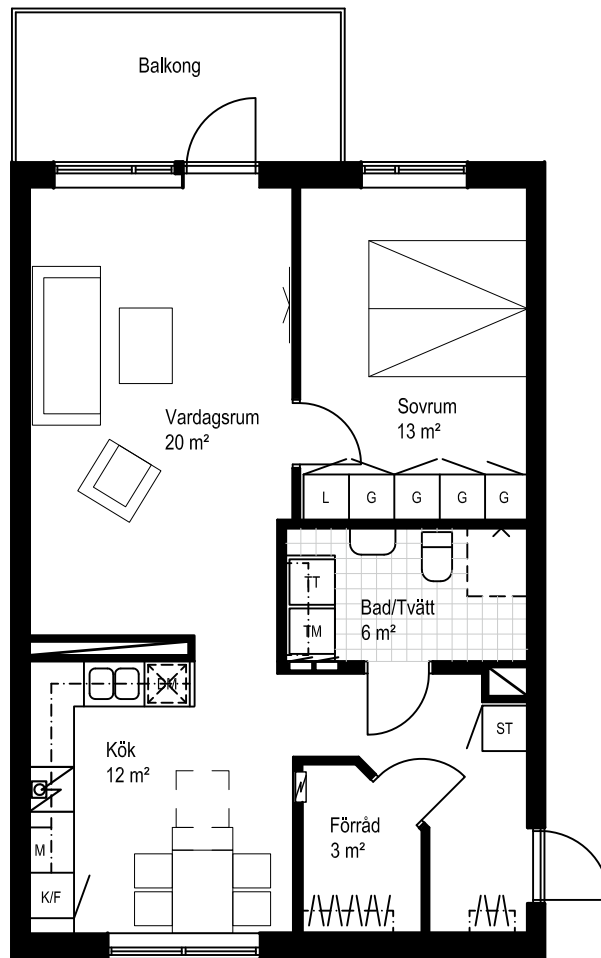 Balkong
Vardagsrum
20 m²
Sovrum
13 m²
L G G G G
TT
Bad/Tvätt
6 m²
TM
DM
ST
Kök
12 m²
Förråd
3 m²
M
K/F